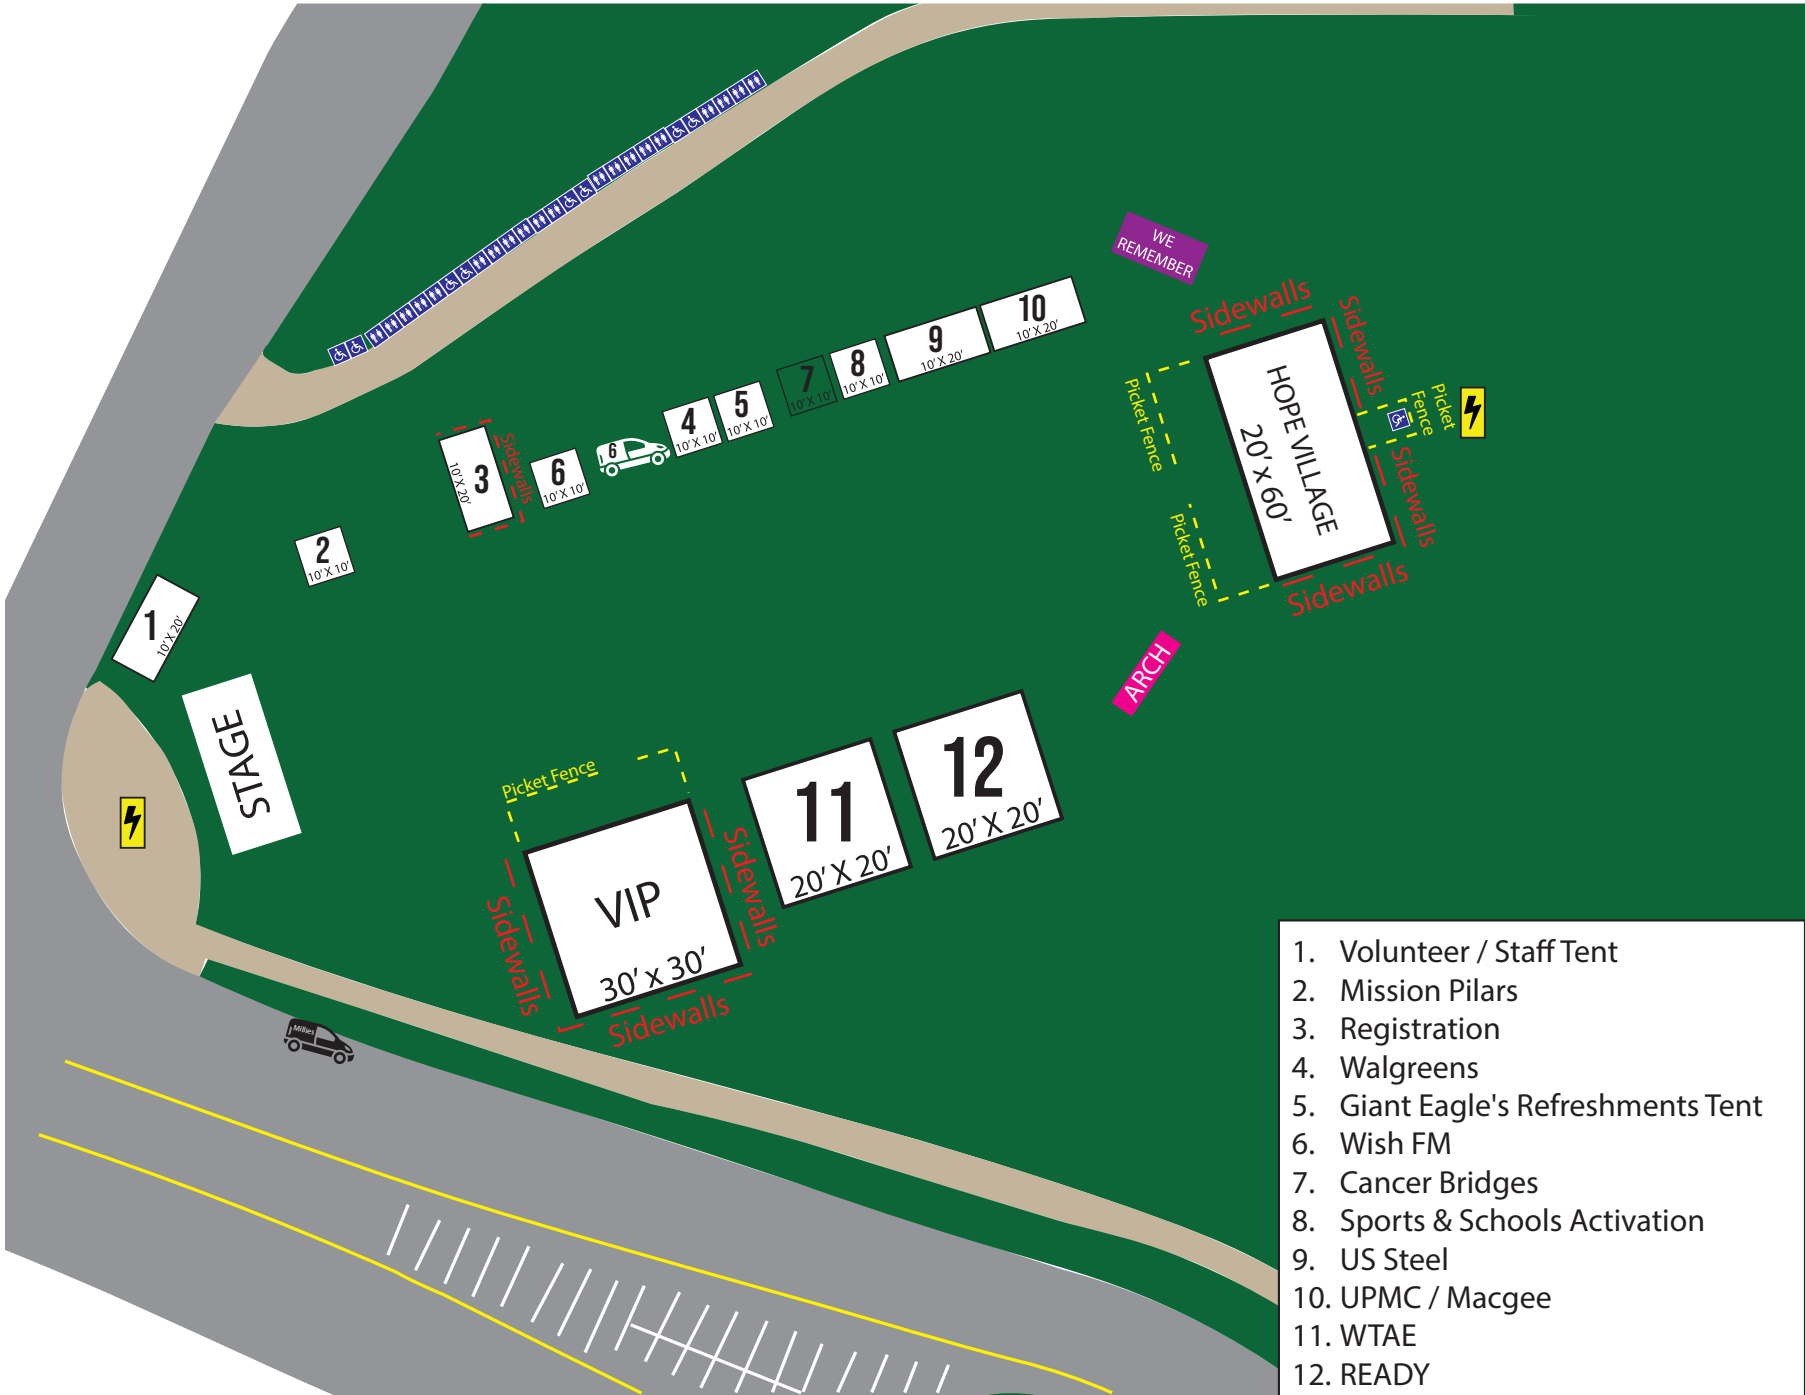 WE
REMEMBER
10
10' X 20'
9
10' X 20'
8
10' X 10'
7
10' X 10'
5
10' X 10'
4
10' X 10'
6
6
10' X 10'
3
10' X 20'
Sidewalls
2
10' X 10'
1
10' X 20'
STAGE
Sidewalls
Sidewalls
Picket Fence
HOPE VILLAGE
20' x 60'
Picket
Fence
Sidewalls
Picket Fence
Sidewalls
ARCH
12
20' X 20'
11
20' X 20'
Picket Fence
VIP
30' x 30'
Sidewalls
Sidewalls
Sidewalls
Millies
1. Volunteer / Staff Tent
2. Mission Pilars
3. Registration
4. Walgreens
5. Giant Eagle's Refreshments Tent
6. Wish FM
7. Cancer Bridges
8. Sports & Schools Activation
9. US Steel
10. UPMC / Macgee
11. WTAE
12. READY